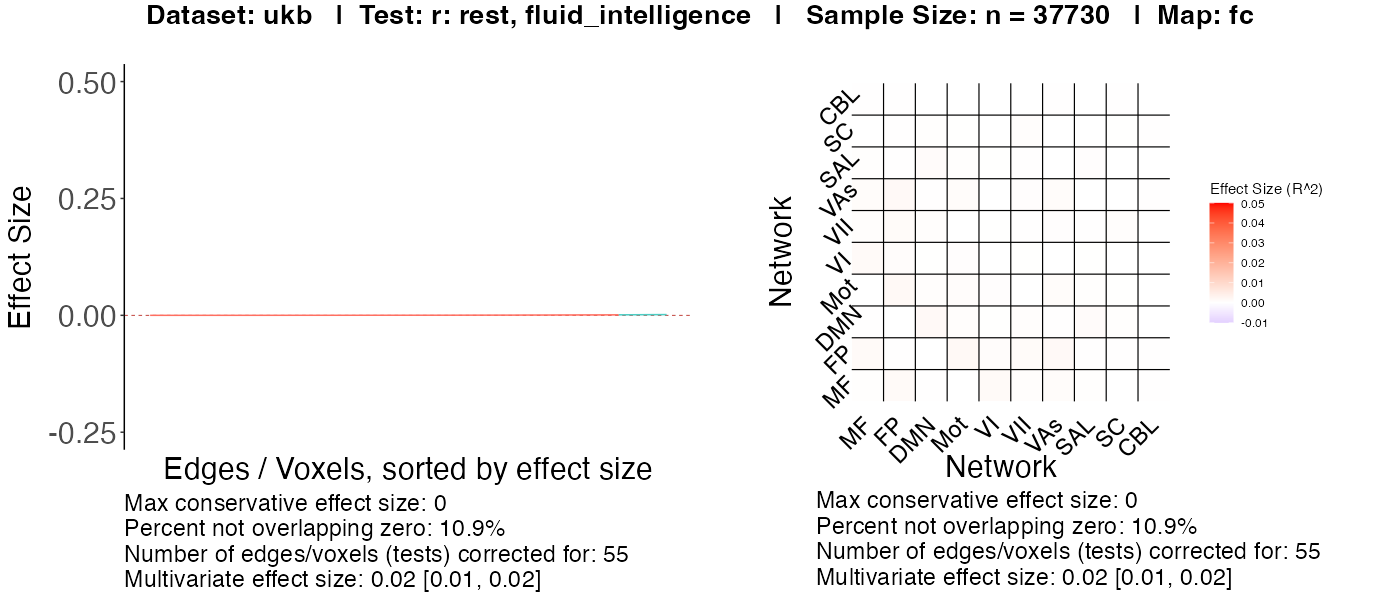 Dataset: ukb | Test: r: rest, fluid_intelligence | Sample Size: n = 37730 | Map: fc
0.50
0.25
0.00
-0.25
Effect Size
Edges / Voxels, sorted by effect size
Max conservative effect size: 0
Percent not overlapping zero: 10.9%
Number of edges/voxels (tests) corrected for: 55
Multivariate effect size: 0.02 [0.01, 0.02]
Network
CBL
SC
SAL
VAs
VII
VI
Mot
DMN
FP
MF
MF FP DMN Mot VI VII VAs SAL SC CBL
Network
Effect Size (R^2)
0.05
0.04
0.03
0.02
0.01
0.00
-0.01
Max conservative effect size: 0
Percent not overlapping zero: 10.9%
Number of edges/voxels (tests) corrected for: 55
Multivariate effect size: 0.02 [0.01, 0.02]